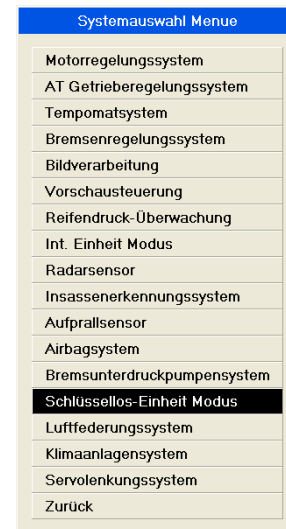 Systemauswahl Menue
Motorregelungssystem
AT Getrieberegelungssystem
Tempomatsystem
Bremsenregelungssystem
Bildverarbeitung
Vorschausteuerung
Reifendruck-Überwachung
Int. Einheit Modus
Radarsensor
Insassenerkennungssystem
Aufprallsensor
Airbagsystem
Bremsunterdruckpumpensystem
Schlüssellos-Einheit Modus
Luftfederungssystem
Klimaanlagensystem
Servolenkungssystem
Zurück